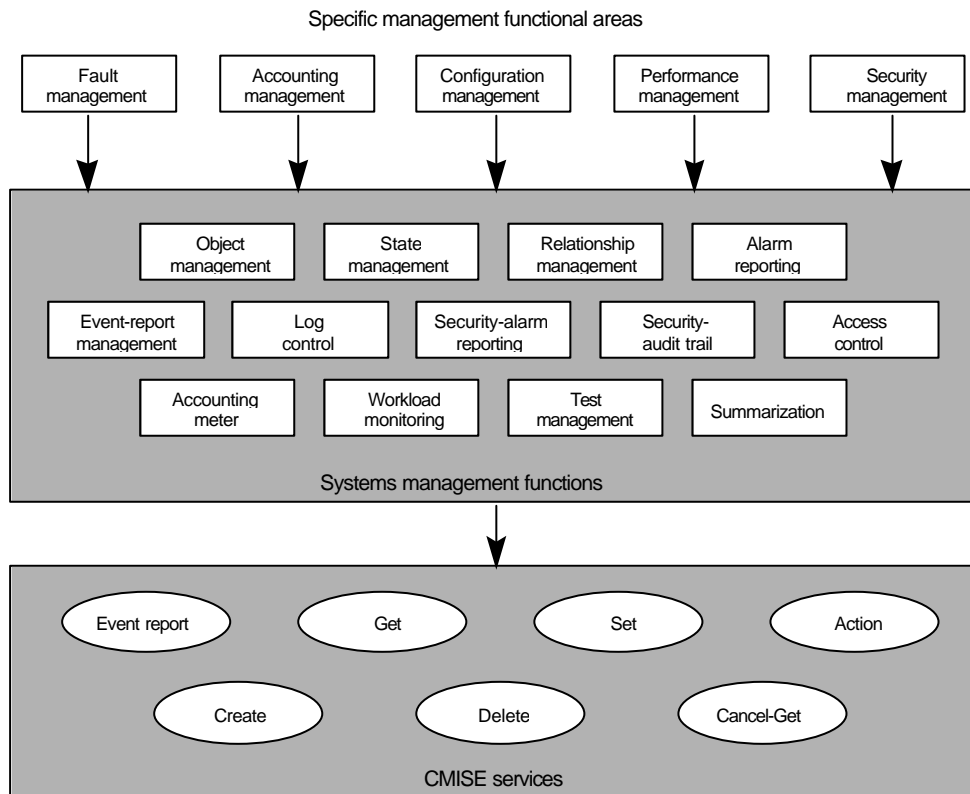 Specific management functional areas
Fault
management
Accounting
management
Configuration
management
Performance
management
Security
management
Object
management
State
management
Relationship
management
Alarm
reporting
Event-report
management
Log
control
Security-alarm
reporting
Security-
audit trail
Access
control
Accounting
meter
Workload
monitoring
Test
management
Summarization
Systems management functions
Event report
Get
Set
Action
Create
Delete
Cancel-Get
CMISE services